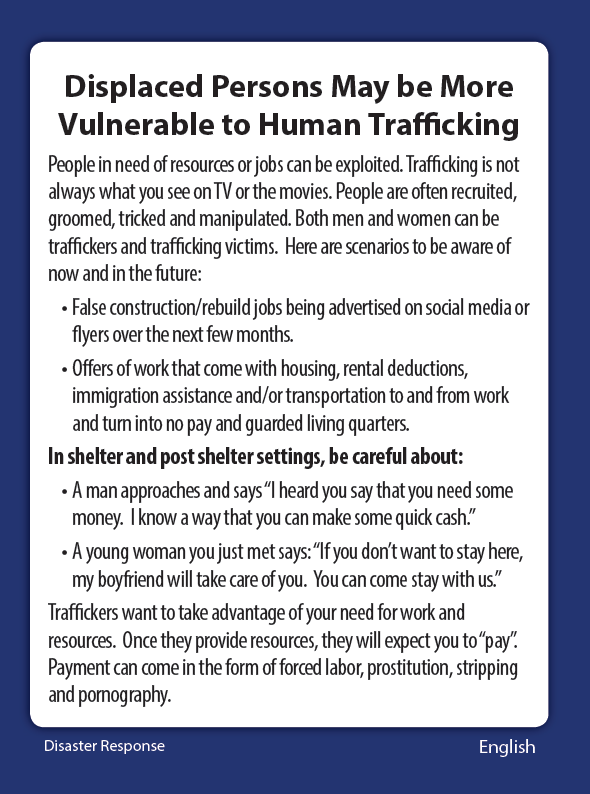 Displaced Persons May be More
Vulnerable to Human Trafficking
People in need of resources or jobs can be exploited. Trafficking is not
always what you see on TV or the movies. People are often recruited,
groomed, tricked and manipulated. Both men and women can be
traffickers and trafficking victims.  Here are scenarios to be aware of
now and in the future:
• False construction/rebuild jobs being advertised on social media or
flyers over the next few months.
• Offers of work that come with housing, rental deductions,
immigration assistance and/or transportation to and from work
and turn into no pay and guarded living quarters.
In shelter and post shelter settings, be careful about:
• A man approaches and says “I heard you say that you need some
money.  I know a way that you can make some quick cash.”
• A young woman you just met says: “If you don’t want to stay here,
my boyfriend will take care of you.  You can come stay with us.”
Traffickers want to take advantage of your need for work and
resources.  Once they provide resources, they will expect you to “pay”.
Payment can come in the form of forced labor, prostitution, stripping
and pornography.
Disaster Response
English